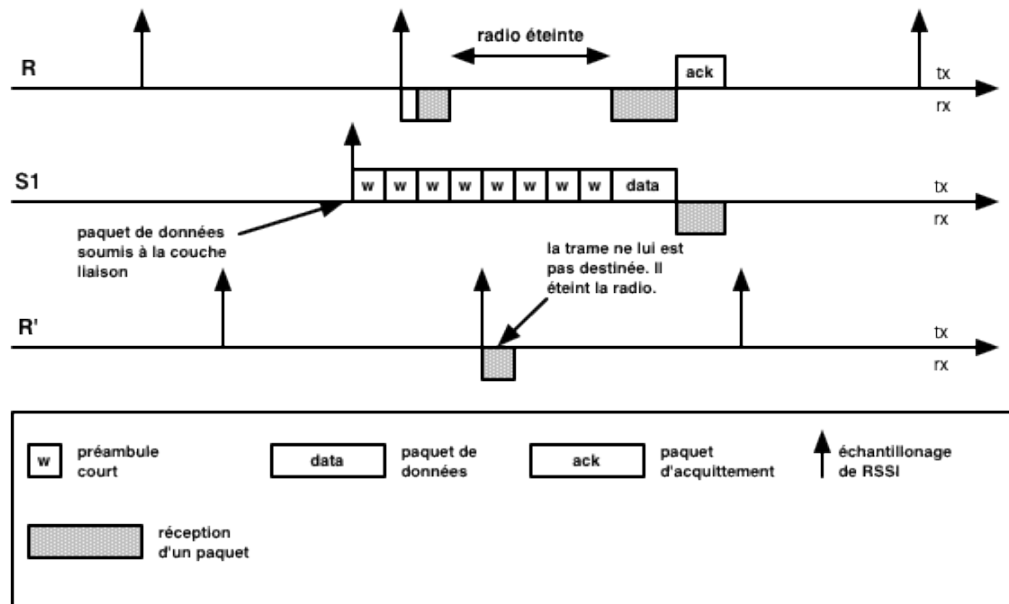 radio éteinte
R
ack
tx
rx
S1
w w w w w w w w data
tx
rx
paquet de données
soumis à la couche
liaison
la trame ne lui est
pas destinée. Il
éteint la radio.
R'
tx
rx
w
préambule
court
data
paquet de
données
ack
paquet
d'acquittement
échantillonage
de RSSI
réception
d'un paquet